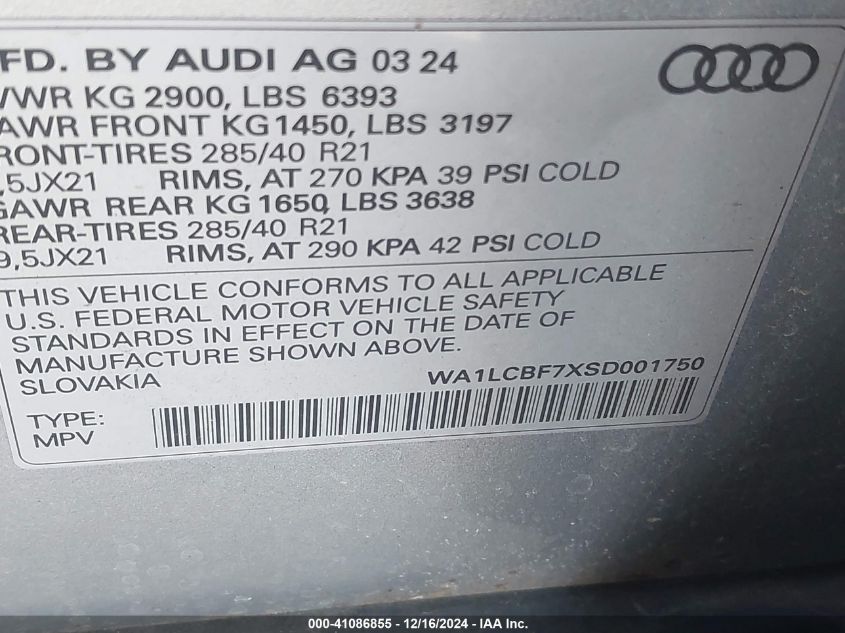 FD. BY AUDI AG 03 24
VWR KG 2900, LBS 6393
AWR FRONT KG1450, LBS 3197
RONT-TIRES 285/40 R21
,5JX21 RIMS, AT 270 KPA 39 PSI COLD
GAWR REAR KG 1650, LBS 3638
REAR-TIRES 285/40 R21
9,5JX21 RIMS, AT 290 KPA 42 PSI COLD
THIS VEHICLE CONFORMS TO ALL APPLICABLE
U.S. FEDERAL MOTOR VEHICLE SAFETY
STANDARDS IN EFFECT ON THE DATE OF
MANUFACTURE SHOWN ABOVE.
SLOVAKIA WA1LCBF7XSD001750
TYPE:
MPV
000-41086855 - 12/16/2024 - IAAI.com